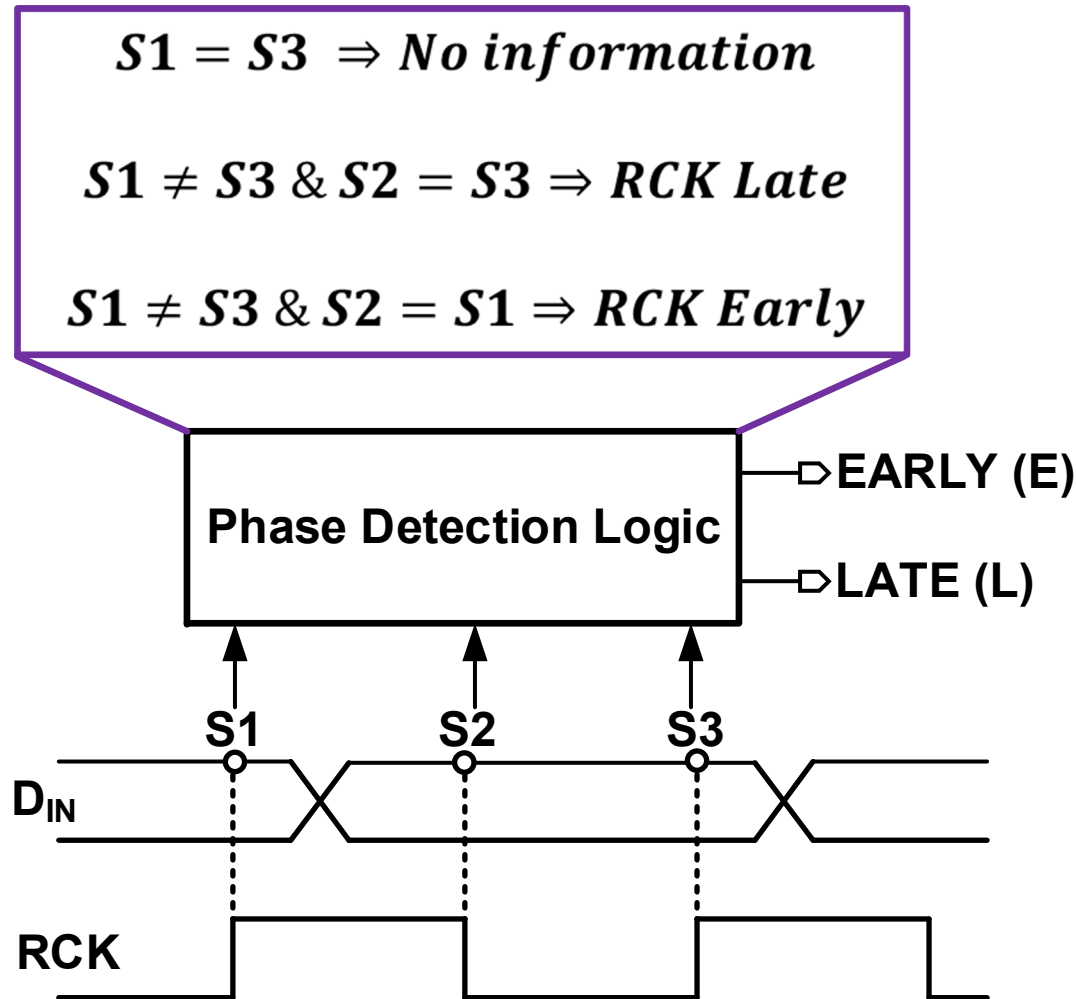 S1 = S3 ⇒ No information
S1 ≠ S3 & S2 = S3 ⇒ RCK Late
S1 ≠ S3 & S2 = S1 ⇒ RCK Early
Phase Detection Logic
EARLY (E)
LATE (L)
S1 S2 S3
D_IN
RCK